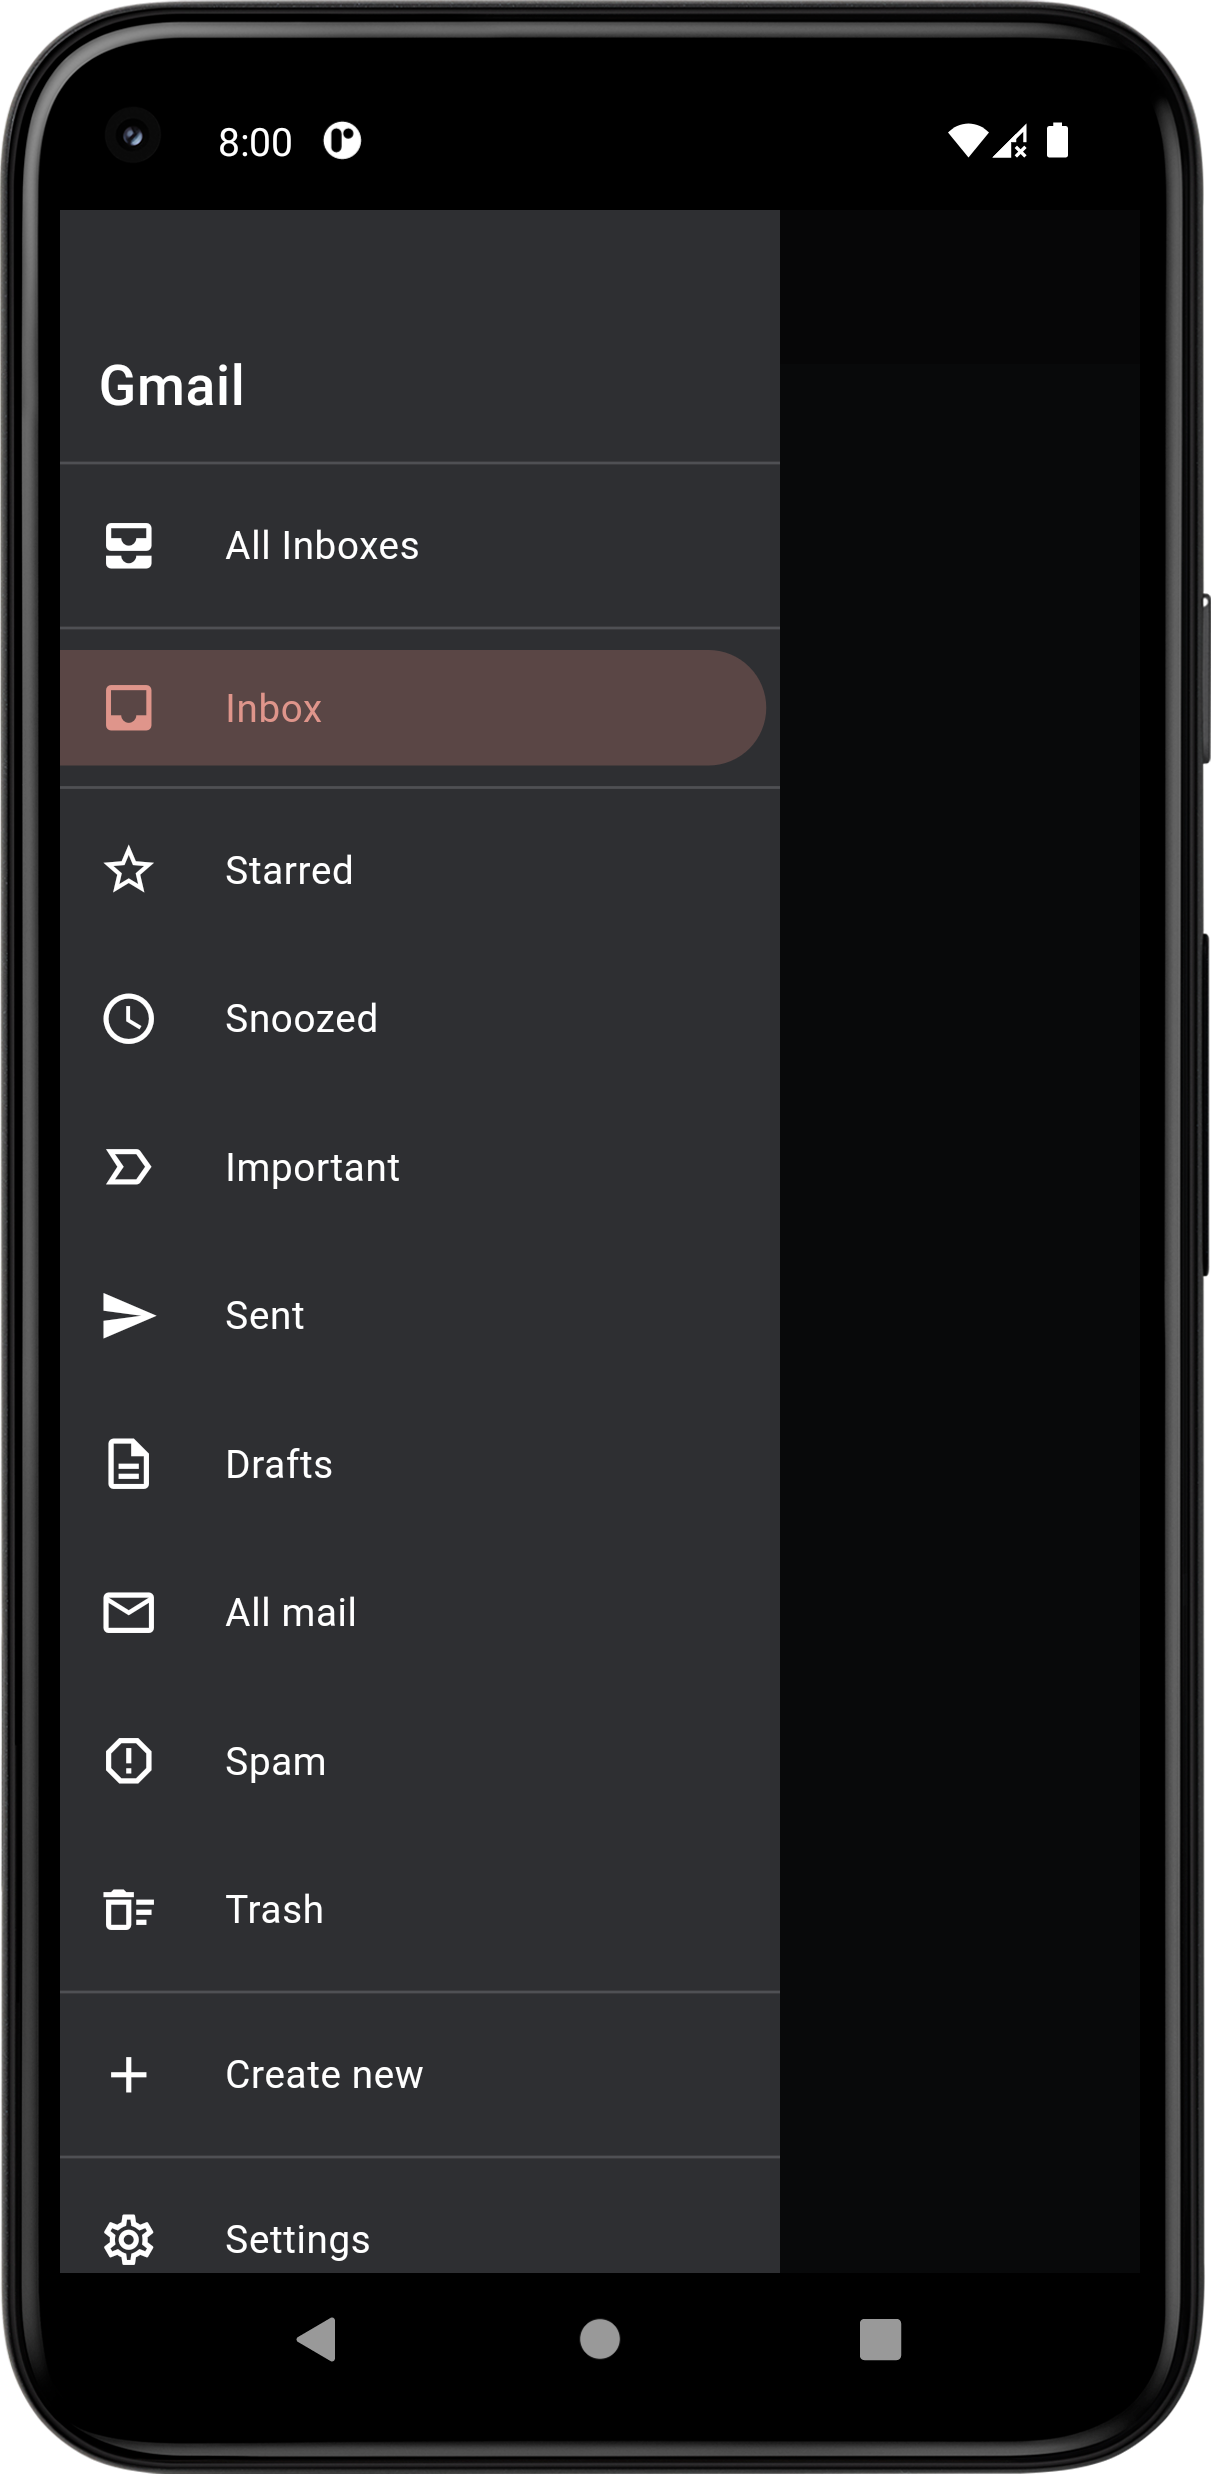 8:00
Gmail
All Inboxes
Inbox
Starred
Snoozed
Important
Sent
Drafts
All mail
Spam
Trash
Create new
Settings